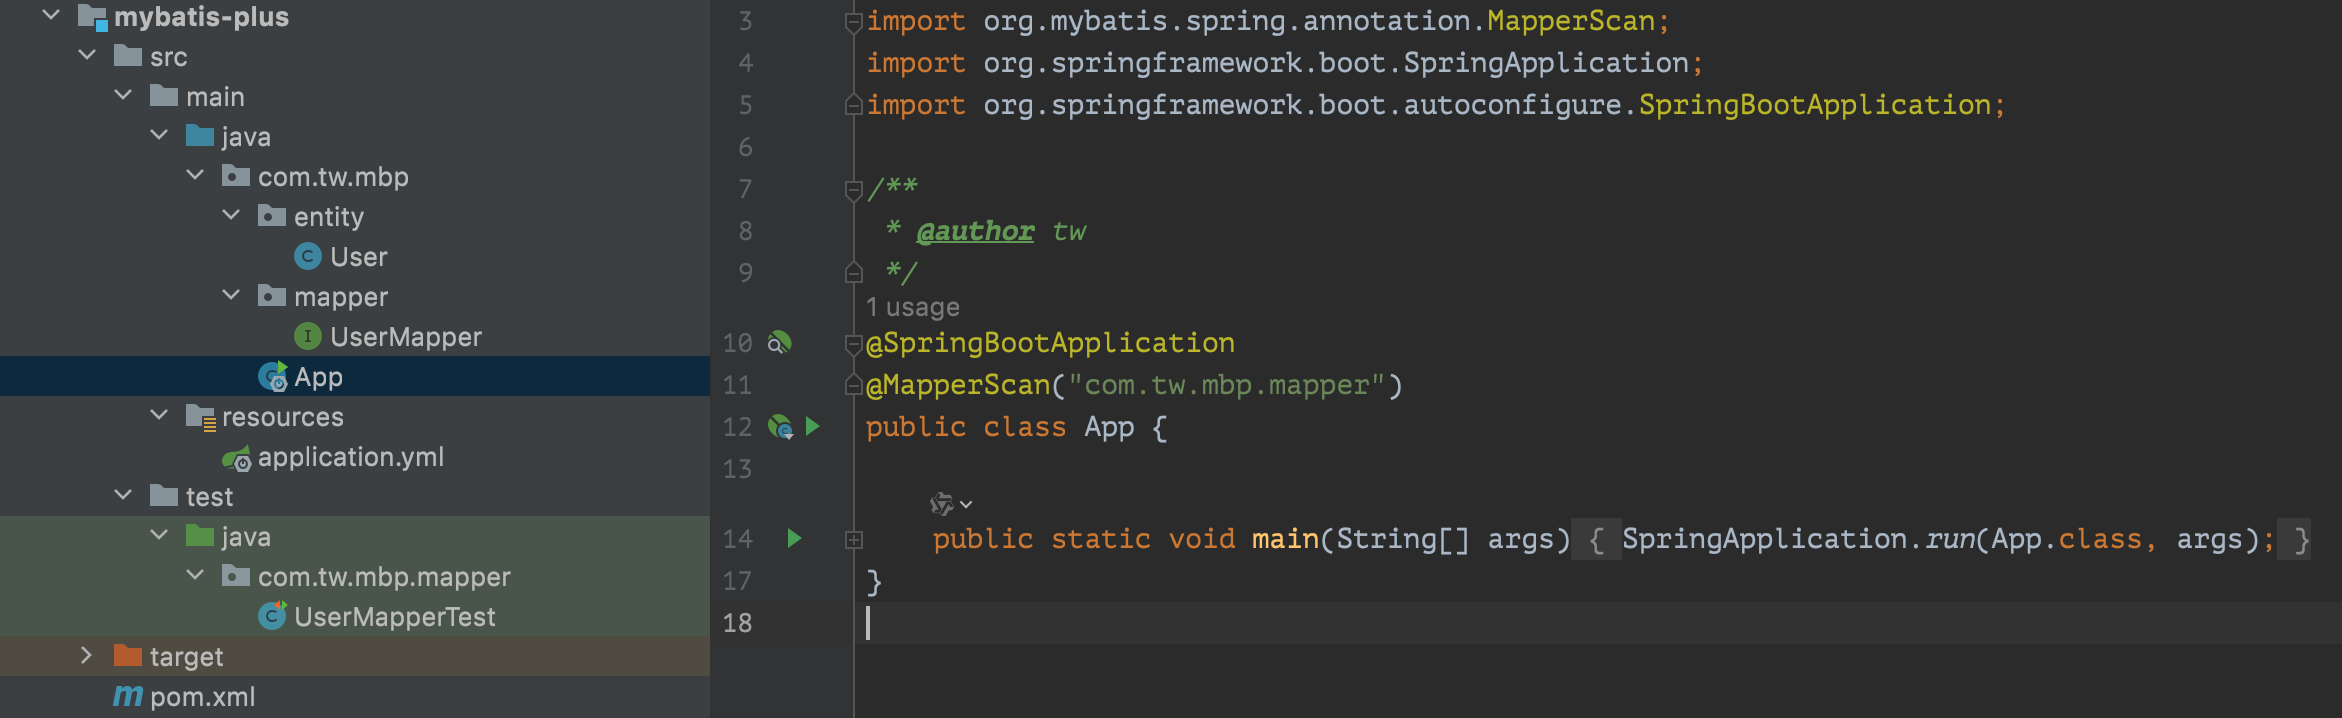 mybatis-plus
src
main
java
com.tw.mbp
entity
User
mapper
UserMapper
App
resources
application.yml
test
java
com.tw.mbp.mapper
UserMapperTest
target
pom.xml
3 import org.mybatis.spring.annotation.MapperScan;
4 import org.springframework.boot.SpringApplication;
5 import org.springframework.boot.autoconfigure.SpringBootApplication;
6
7 /**
8 * @author tw
9 */
1 usage
10 @SpringBootApplication
11 @MapperScan("com.tw.mbp.mapper")
12 public class App {
13
14 public static void main(String[] args) { SpringApplication.run(App.class, args); }
17 }
18